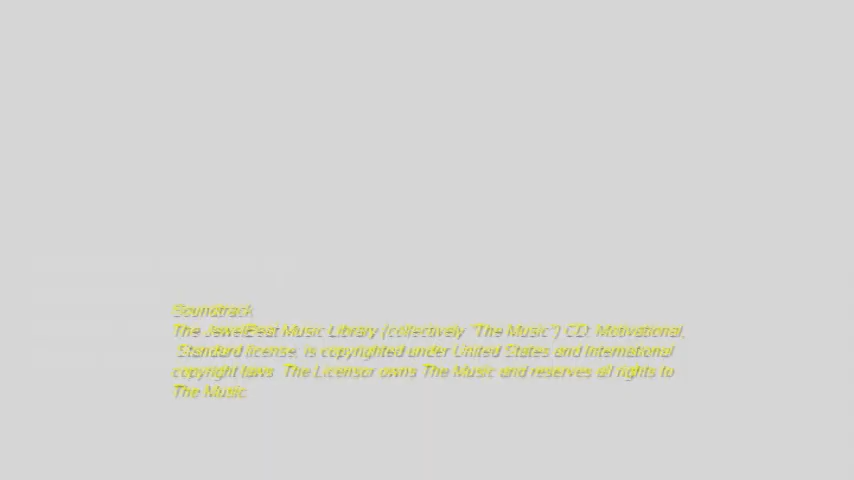 Soundtrack
The JewelBeat Music Library (collectively "The Music") CD: Motivational,
Standard license, is copyrighted under United States and International
copyright laws. The Licensor owns The Music and reserves all rights to
The Music.